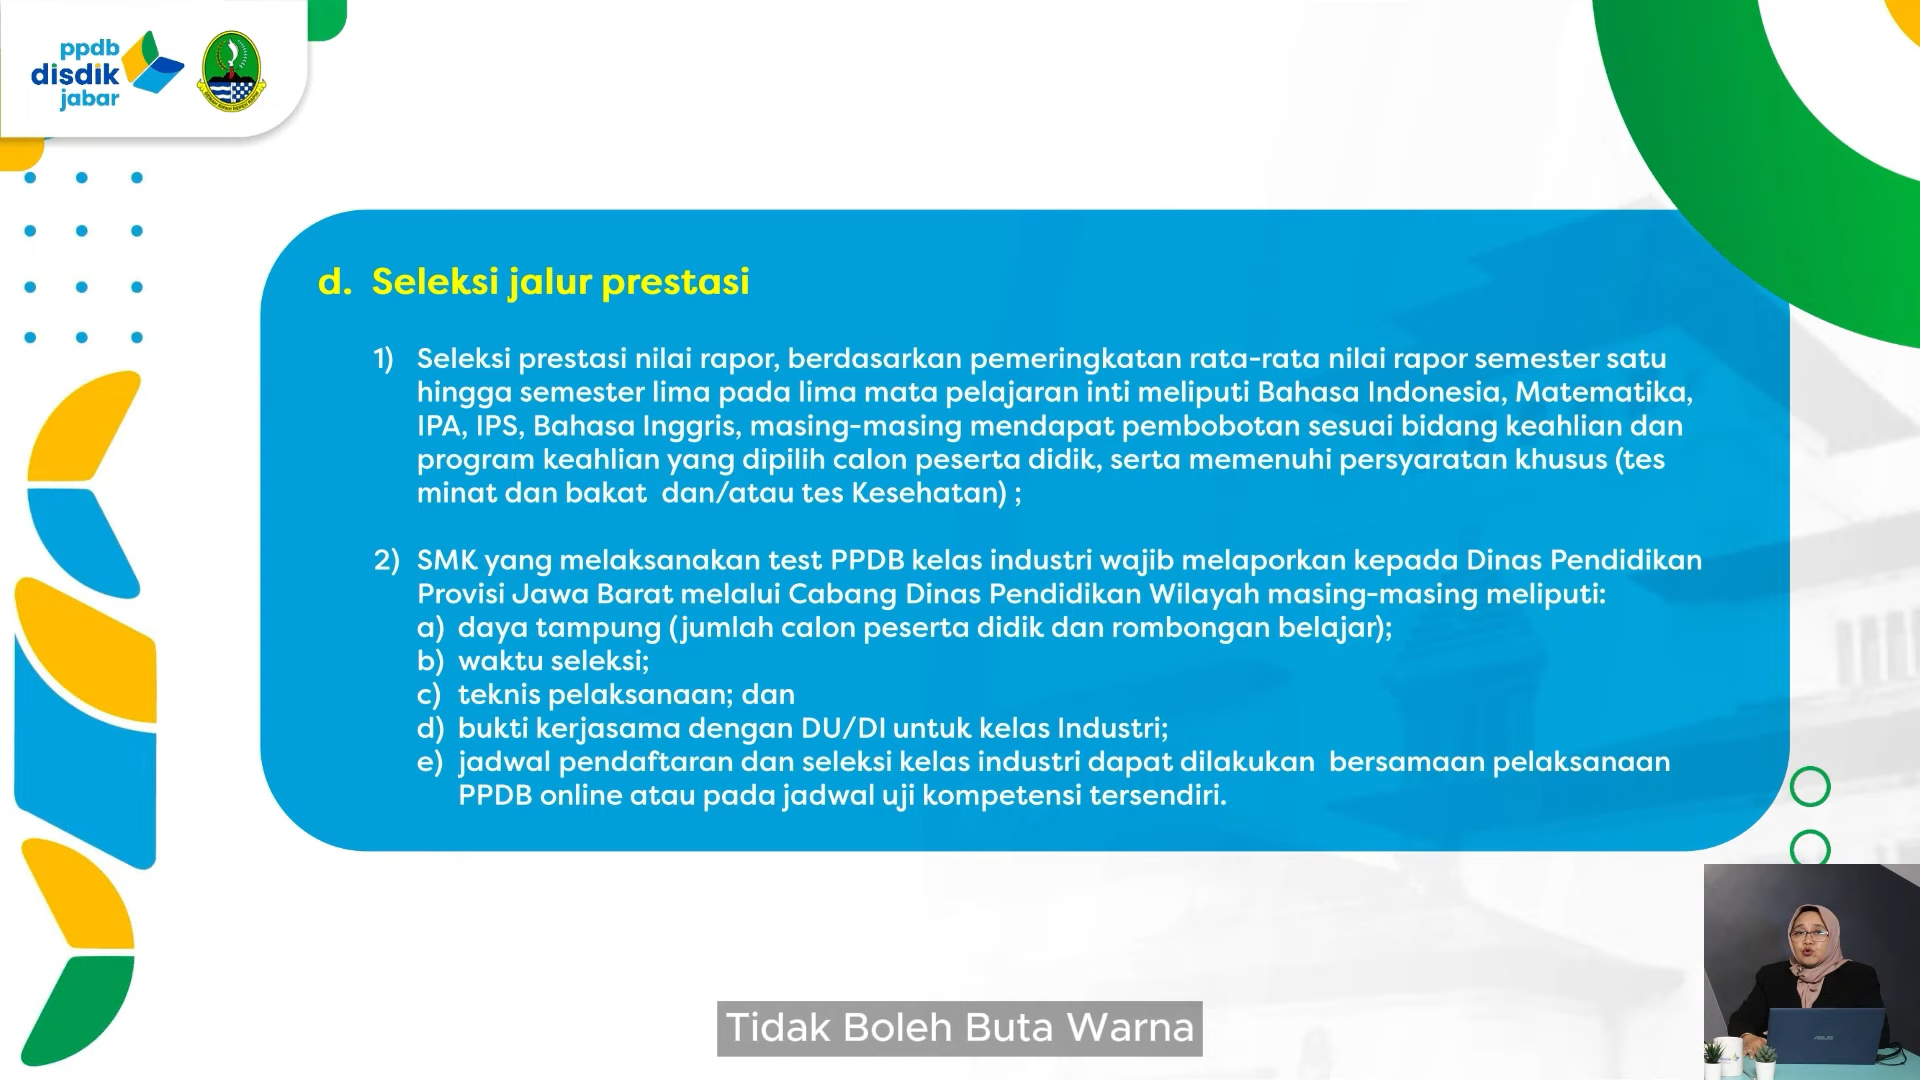 ppdb
disdik
jabar
d. Seleksi jalur prestasi
1) Seleksi prestasi nilai rapor, berdasarkan pemeringkatan rata-rata nilai rapor semester satu
hingga semester lima pada lima mata pelajaran inti meliputi Bahasa Indonesia, Matematika,
IPA, IPS, Bahasa Inggris, masing-masing mendapat pembobotan sesuai bidang keahlian dan
program keahlian yang dipilih calon peserta didik, serta memenuhi persyaratan khusus (tes
minat dan bakat dan/atau tes Kesehatan) ;
2) SMK yang melaksanakan test PPDB kelas industri wajib melaporkan kepada Dinas Pendidikan
Provisi Jawa Barat melalui Cabang Dinas Pendidikan Wilayah masing-masing meliputi:
a) daya tampung (jumlah calon peserta didik dan rombongan belajar);
b) waktu seleksi;
c) teknis pelaksanaan; dan
d) bukti kerjasama dengan DU/DI untuk kelas Industri;
e) jadwal pendaftaran dan seleksi kelas industri dapat dilakukan bersamaan pelaksanaan
PPDB online atau pada jadwal uji kompetensi tersendiri.
ASUS
Tidak Boleh Buta Warna